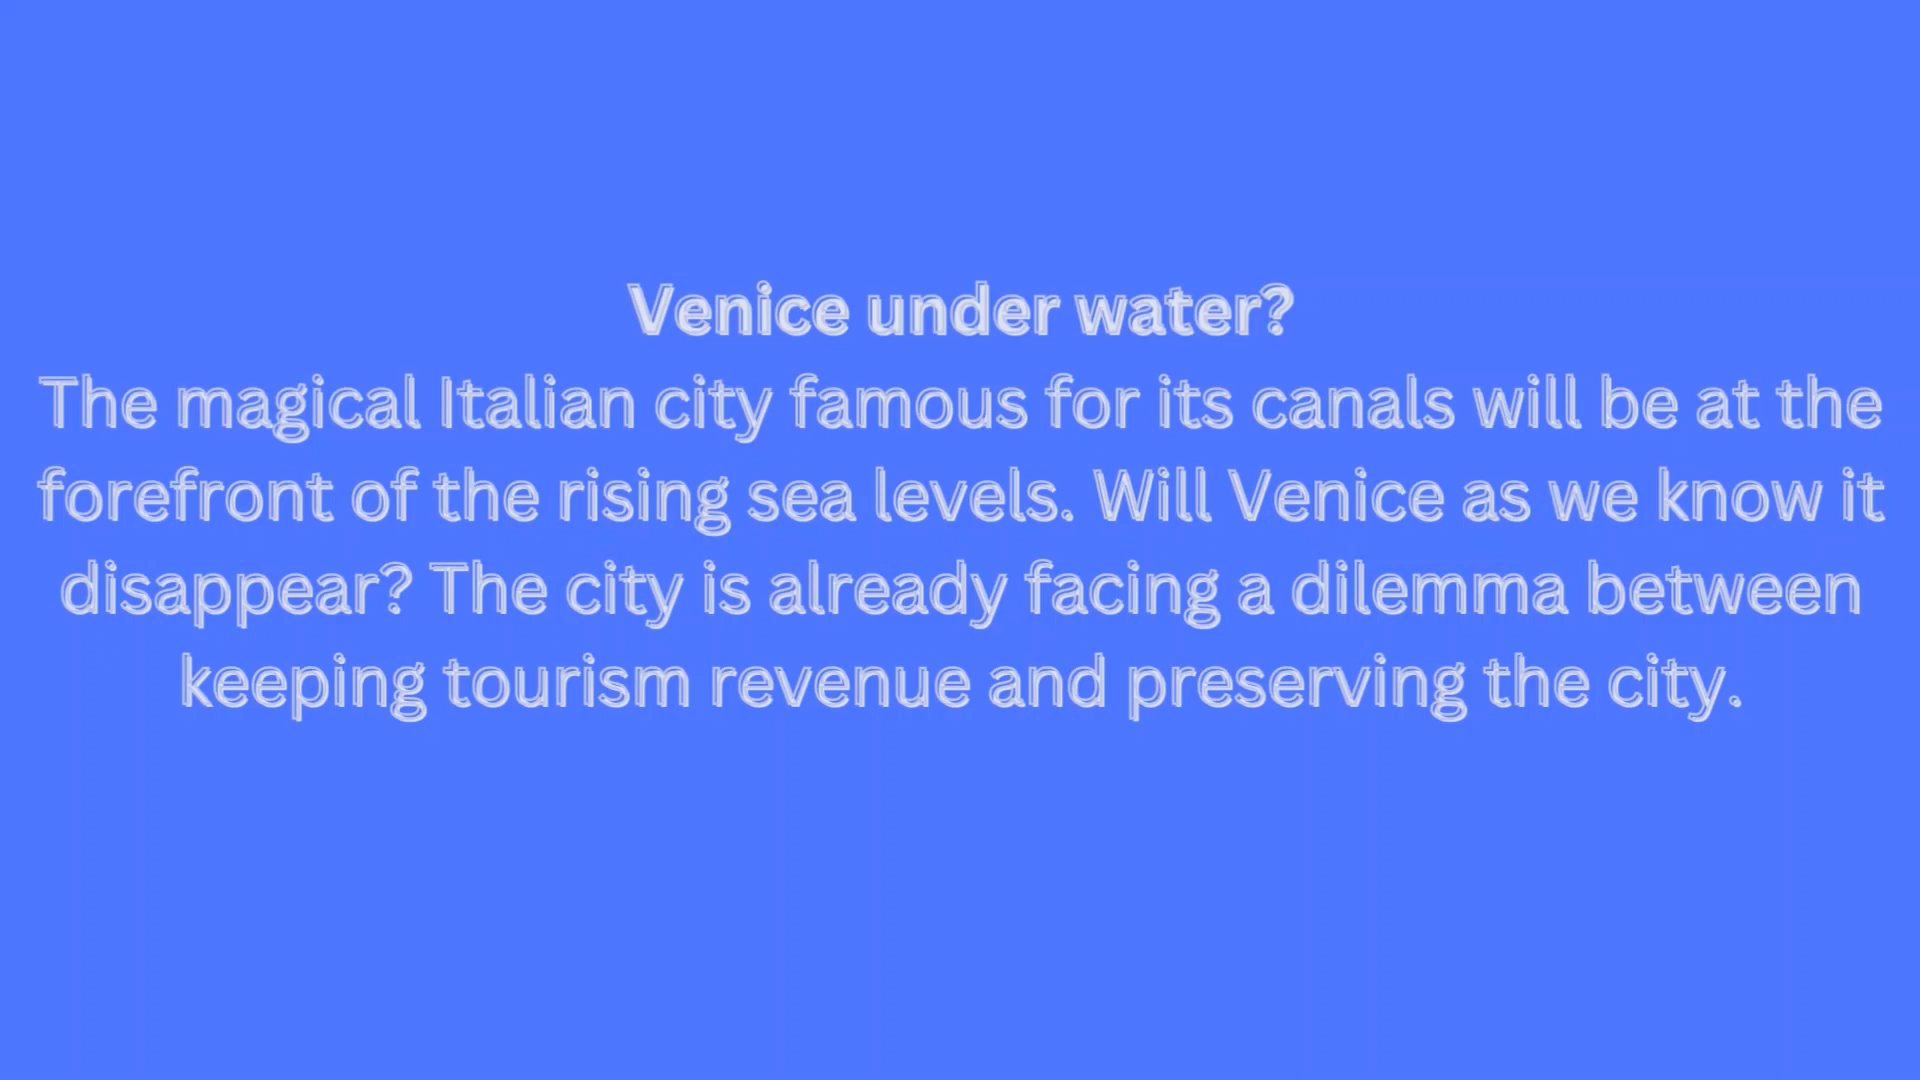 Venice under water?
The magical Italian city famous for its canals will be at the
forefront of the rising sea levels. Will Venice as we know it
disappear? The city is already facing a dilemma between
keeping tourism revenue and preserving the city.